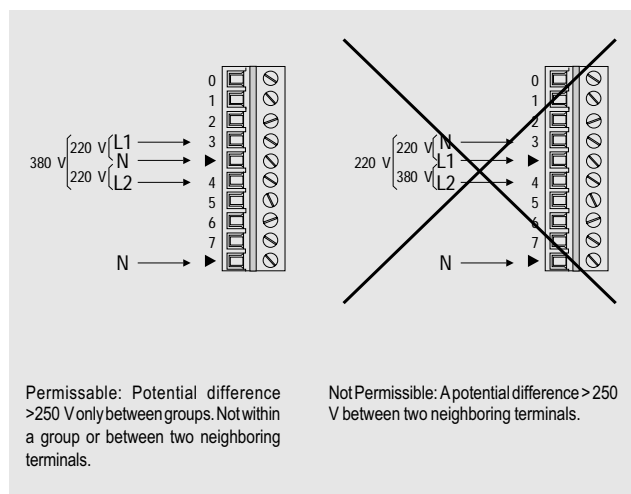 0
1
2
3
4
5
6
7
380 V
220 V
220 V
L1
N
L2
N
0
1
2
3
4
5
6
7
220 V
220 V
380 V
N
L1
L2
N
Permissable: Potential difference
>250 V only between groups. Not within
a group or between two neighboring
terminals.
Not Permissible: A potential difference > 250
V between two neighboring terminals.